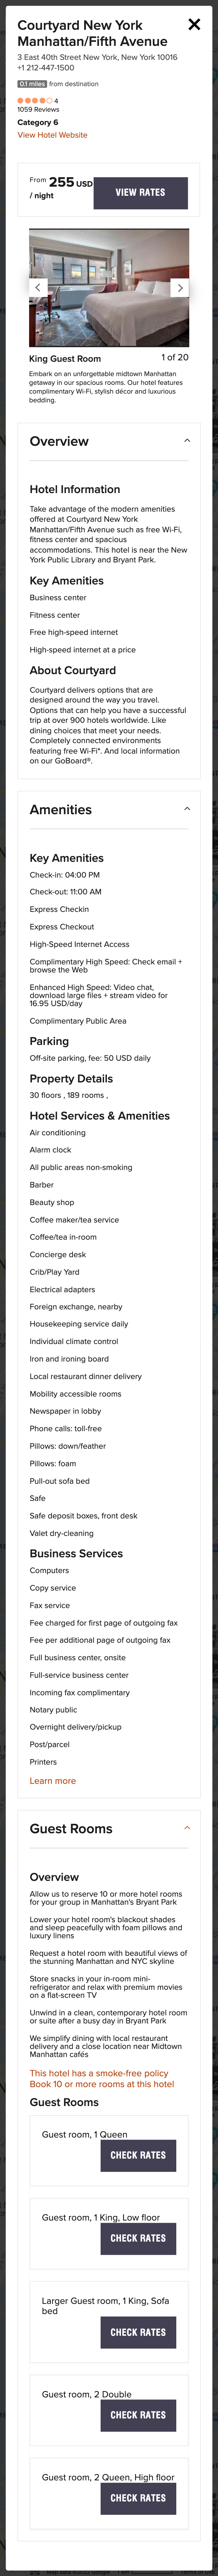 Courtyard New York
Manhattan/Fifth Avenue
3 East 40th Street New York, New York 10016
+1 212-447-1500
0.1 miles from destination
4
1059 Reviews
Category 6
View Hotel Website
From 255 USD
/ night
VIEW RATES
King Guest Room
1 of 20
Embark on an unforgettable midtown Manhattan
getaway in our spacious rooms. Our hotel features
complimentary Wi-Fi, stylish décor and luxurious
bedding.
Overview
Hotel Information
Take advantage of the modern amenities
offered at Courtyard New York
Manhattan/Fifth Avenue such as free Wi-Fi,
fitness center and spacious
accommodations. This hotel is near the New
York Public Library and Bryant Park.
Key Amenities
Business center
Fitness center
Free high-speed internet
High-speed internet at a price
About Courtyard
Courtyard delivers options that are
designed around the way you travel.
Options that can help you have a successful
trip at over 900 hotels worldwide. Like
dining choices that meet your needs.
Completely connected environments
featuring free Wi-Fi*. And local information
on our GoBoard®.
Amenities
Key Amenities
Check-in: 04:00 PM
Check-out: 11:00 AM
Express Checkin
Express Checkout
High-Speed Internet Access
Complimentary High Speed: Check email +
browse the Web
Enhanced High Speed: Video chat,
download large files + stream video for
16.95 USD/day
Complimentary Public Area
Parking
Off-site parking, fee: 50 USD daily
Property Details
30 floors , 189 rooms ,
Hotel Services & Amenities
Air conditioning
Alarm clock
All public areas non-smoking
Barber
Beauty shop
Coffee maker/tea service
Coffee/tea in-room
Concierge desk
Crib/Play Yard
Electrical adapters
Foreign exchange, nearby
Housekeeping service daily
Individual climate control
Iron and ironing board
Local restaurant dinner delivery
Mobility accessible rooms
Newspaper in lobby
Phone calls: toll-free
Pillows: down/feather
Pillows: foam
Pull-out sofa bed
Safe
Safe deposit boxes, front desk
Valet dry-cleaning
Business Services
Computers
Copy service
Fax service
Fee charged for first page of outgoing fax
Fee per additional page of outgoing fax
Full business center, onsite
Full-service business center
Incoming fax complimentary
Notary public
Overnight delivery/pickup
Post/parcel
Printers
Learn more
Guest Rooms
Overview
Allow us to reserve 10 or more hotel rooms
for your group in Manhattan's Bryant Park
Lower your hotel room's blackout shades
and sleep peacefully with foam pillows and
luxury linens
Request a hotel room with beautiful views of
the stunning Manhattan and NYC skyline
Store snacks in your in-room mini-
refrigerator and relax with premium movies
on a flat-screen TV
Unwind in a clean, contemporary hotel room
or suite after a busy day in Bryant Park
We simplify dining with local restaurant
delivery and a close location near Midtown
Manhattan cafés
This hotel has a smoke-free policy
Book 10 or more rooms at this hotel
Guest Rooms
Guest room, 1 Queen
CHECK RATES
Guest room, 1 King, Low floor
CHECK RATES
Larger Guest room, 1 King, Sofa
bed
CHECK RATES
Guest room, 2 Double
CHECK RATES
Guest room, 2 Queen, High floor
CHECK RATES